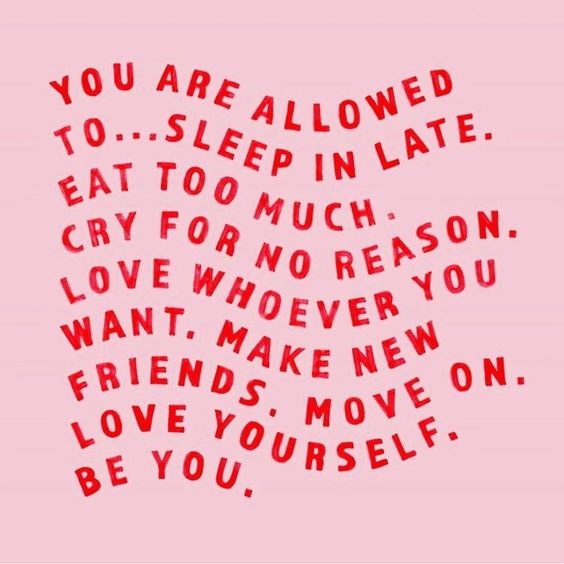 YOU ARE ALLOWED
TO...SLEEP IN LATE.
EAT TOO MUCH.
CRY FOR NO REASON.
LOVE WHOEVER YOU
WANT. MAKE NEW
FRIENDS. MOVE ON.
LOVE YOURSELF.
BE YOU.